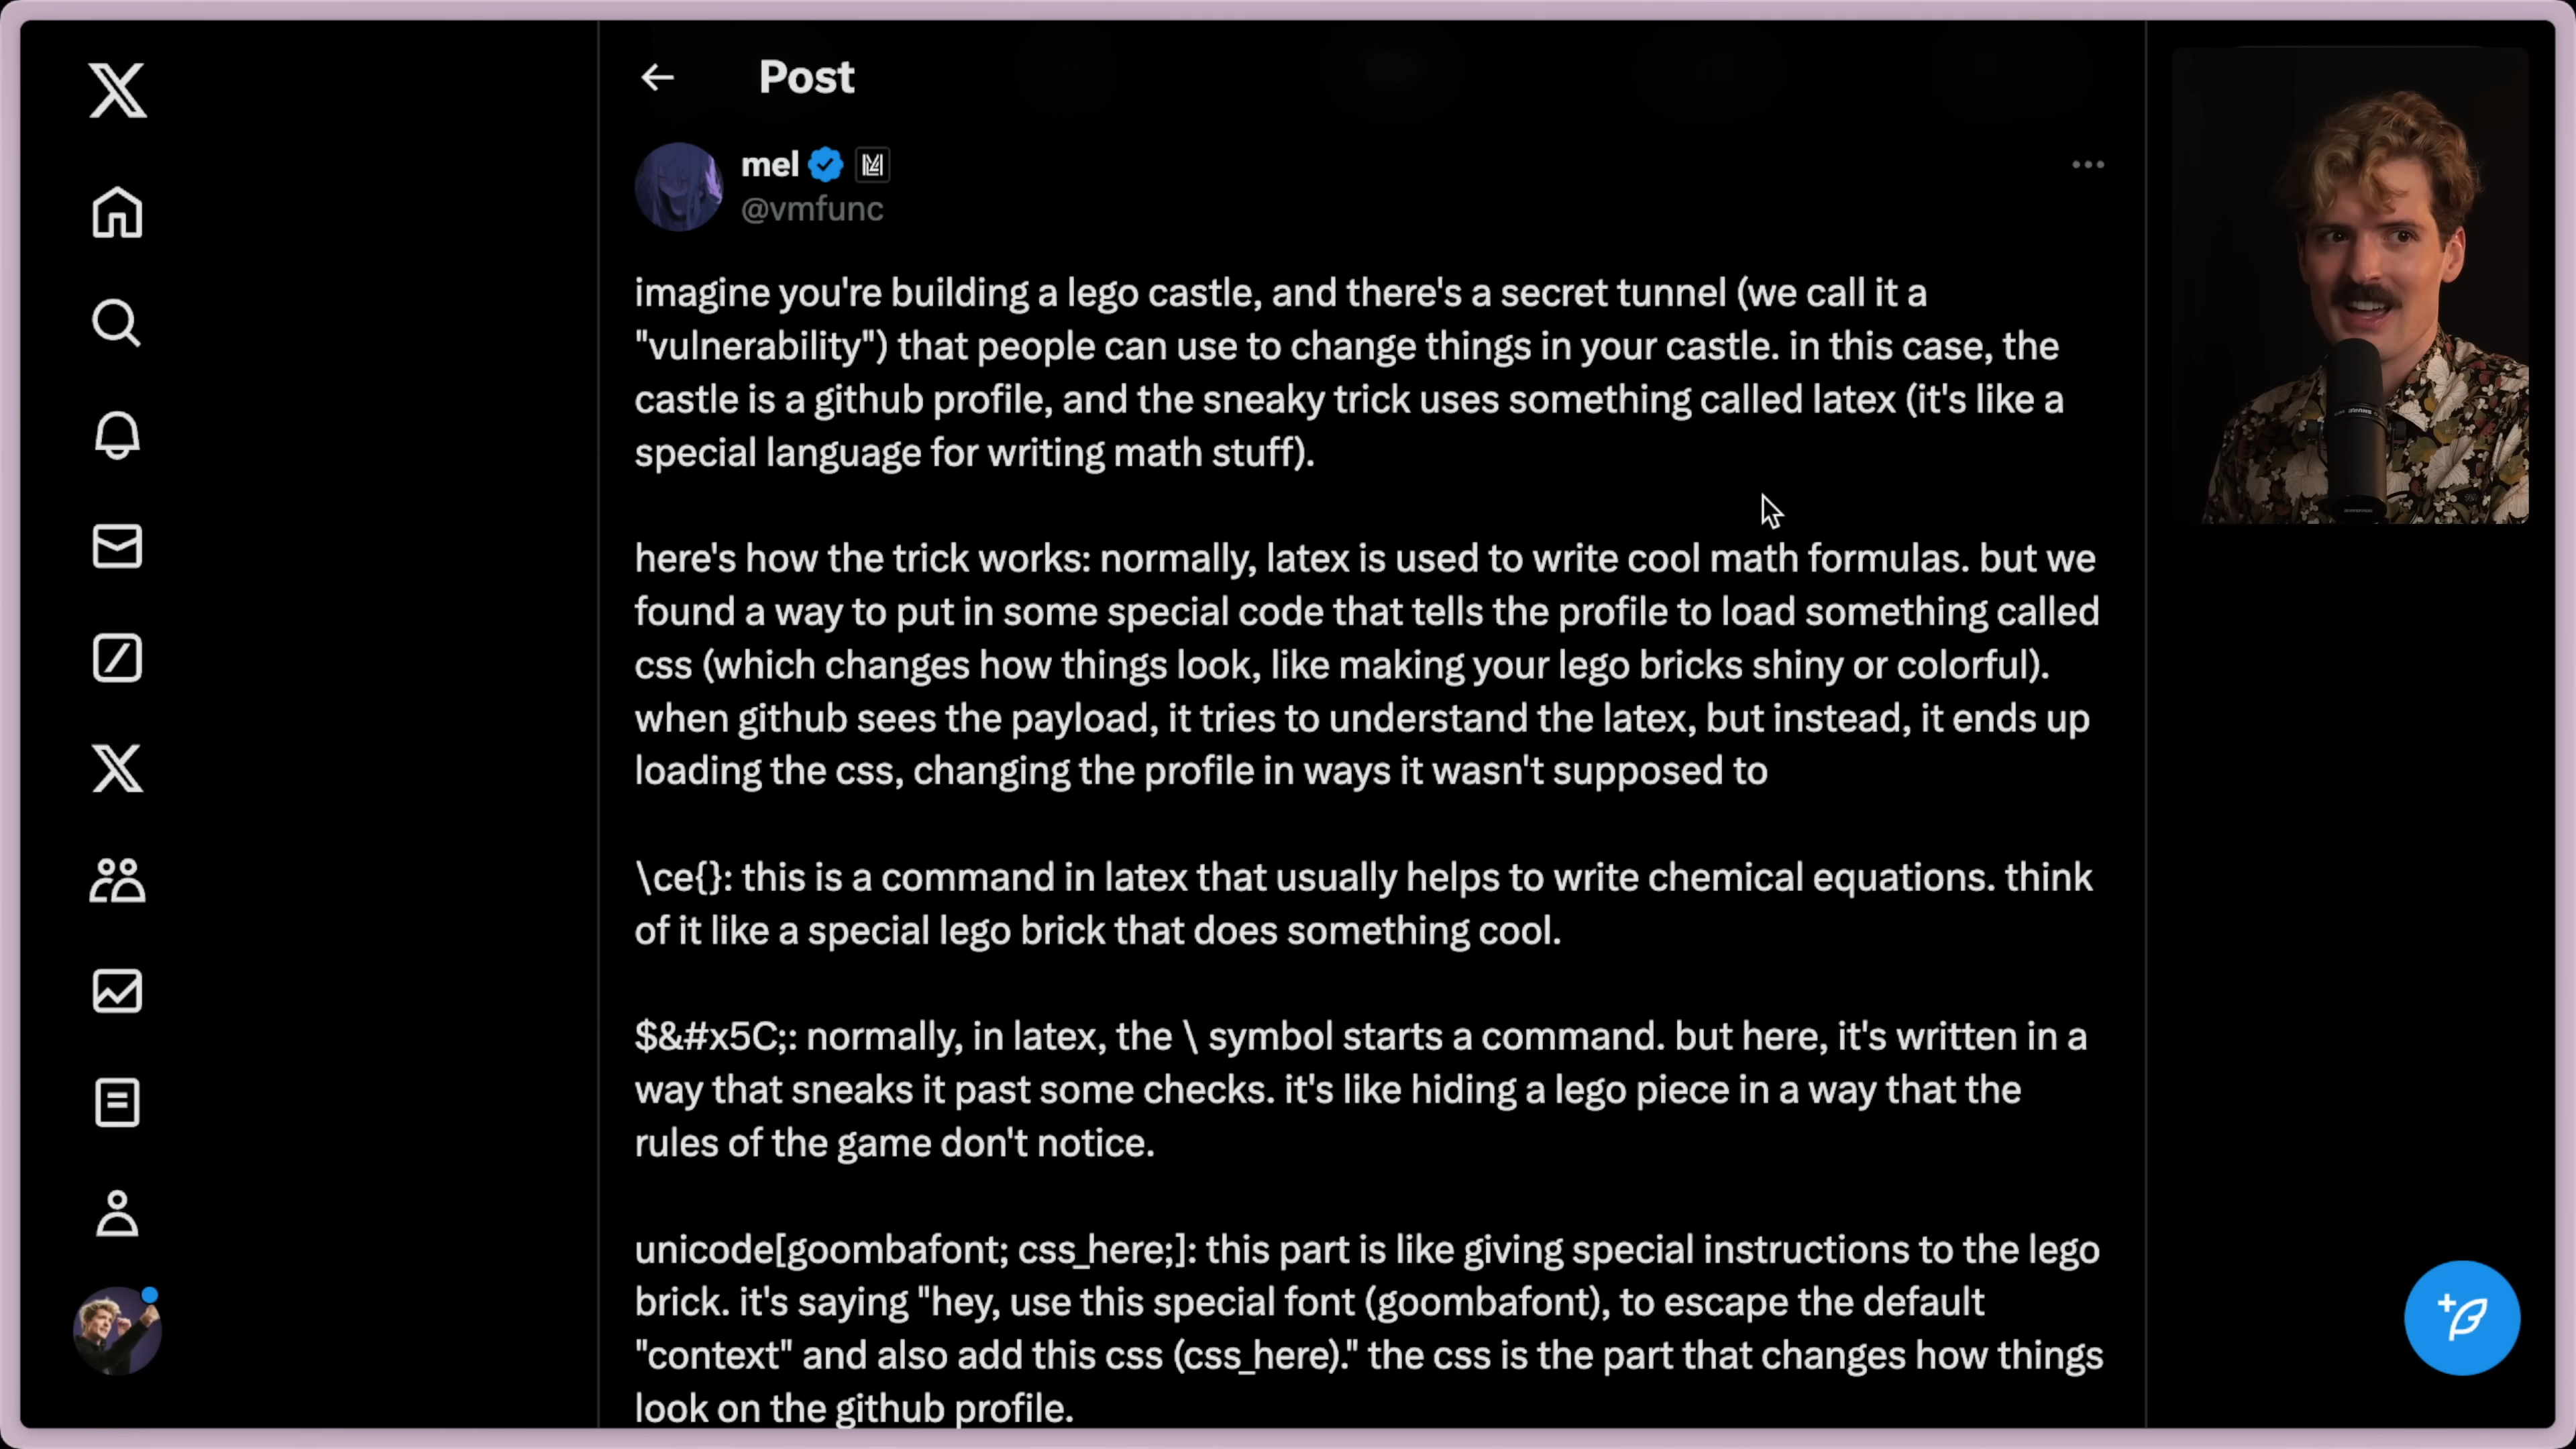 Post
mel
@vmfunc
imagine you're building a lego castle, and there's a secret tunnel (we call it a
"vulnerability") that people can use to change things in your castle. in this case, the
castle is a github profile, and the sneaky trick uses something called latex (it's like a
special language for writing math stuff).
here's how the trick works: normally, latex is used to write cool math formulas. but we
found a way to put in some special code that tells the profile to load something called
css (which changes how things look, like making your lego bricks shiny or colorful).
when github sees the payload, it tries to understand the latex, but instead, it ends up
loading the css, changing the profile in ways it wasn't supposed to
\ce{}: this is a command in latex that usually helps to write chemical equations. think
of it like a special lego brick that does something cool.
$&#x5C;: normally, in latex, the \ symbol starts a command. but here, it's written in a
way that sneaks it past some checks. it's like hiding a lego piece in a way that the
rules of the game don't notice.
unicode[goombafont; css_here;]: this part is like giving special instructions to the lego
brick. it's saying "hey, use this special font (goombafont), to escape the default
"context" and also add this css (css_here)." the css is the part that changes how things
look on the github profile.